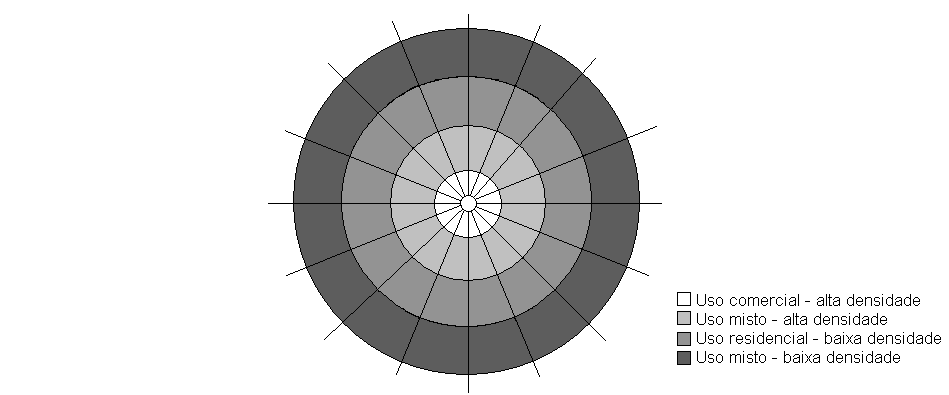 Uso comercial - alta densidade
Uso misto - alta densidade
Uso residencial - baixa densidade
Uso misto - baixa densidade